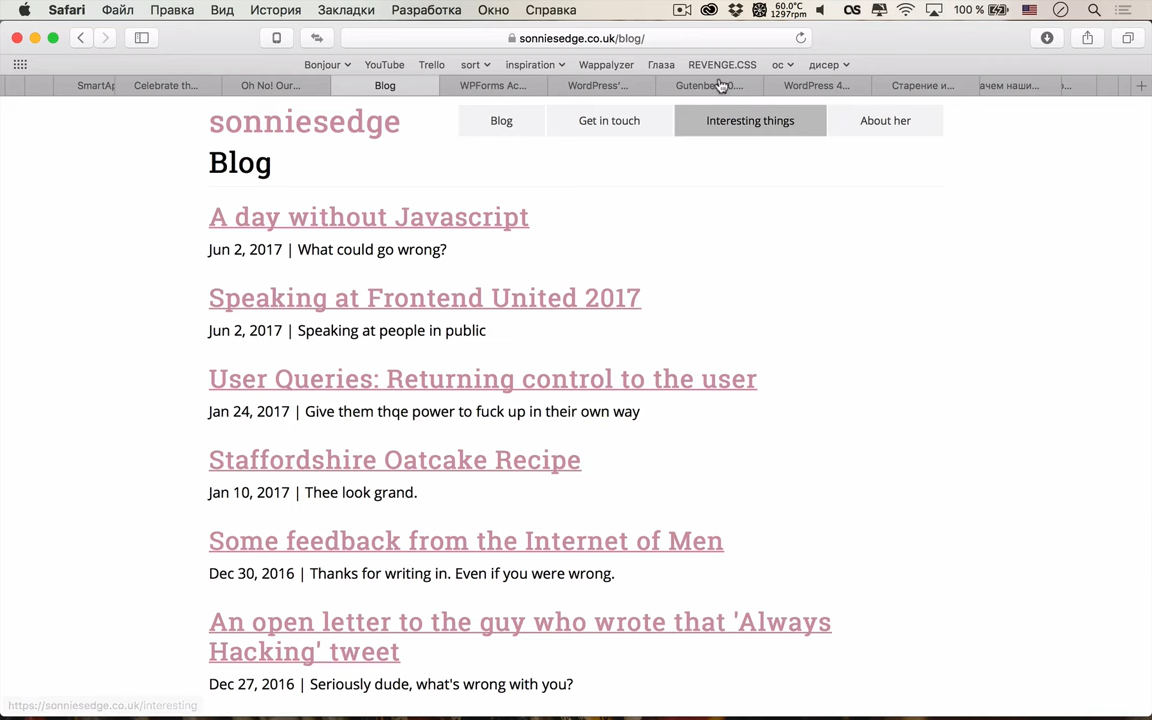 Safari Файл Правка Вид История Закладки Разработка Окно Справка 60.0°C 1297rpm 100 %
sonniesedge.co.uk/blog/
Bonjour YouTube Trello sort inspiration Wappalyzer Глаза REVENGE.CSS ос дисер
SmartAp Celebrate th... Oh No! Our... Blog WPForms Ac... WordPress'... WordPress 4... Старение и... ачем наши...
sonniesedge Blog Get in touch Interesting things About her
Blog
A day without Javascript
Jun 2, 2017 | What could go wrong?
Speaking at Frontend United 2017
Jun 2, 2017 | Speaking at people in public
User Queries: Returning control to the user
Jan 24, 2017 | Give them thqe power to fuck up in their own way
Staffordshire Oatcake Recipe
Jan 10, 2017 | Thee look grand.
Some feedback from the Internet of Men
Dec 30, 2016 | Thanks for writing in. Even if you were wrong.
An open letter to the guy who wrote that 'Always
Hacking' tweet
Dec 27, 2016 | Seriously dude, what's wrong with you?
https://sonniesedge.co.uk/interesting